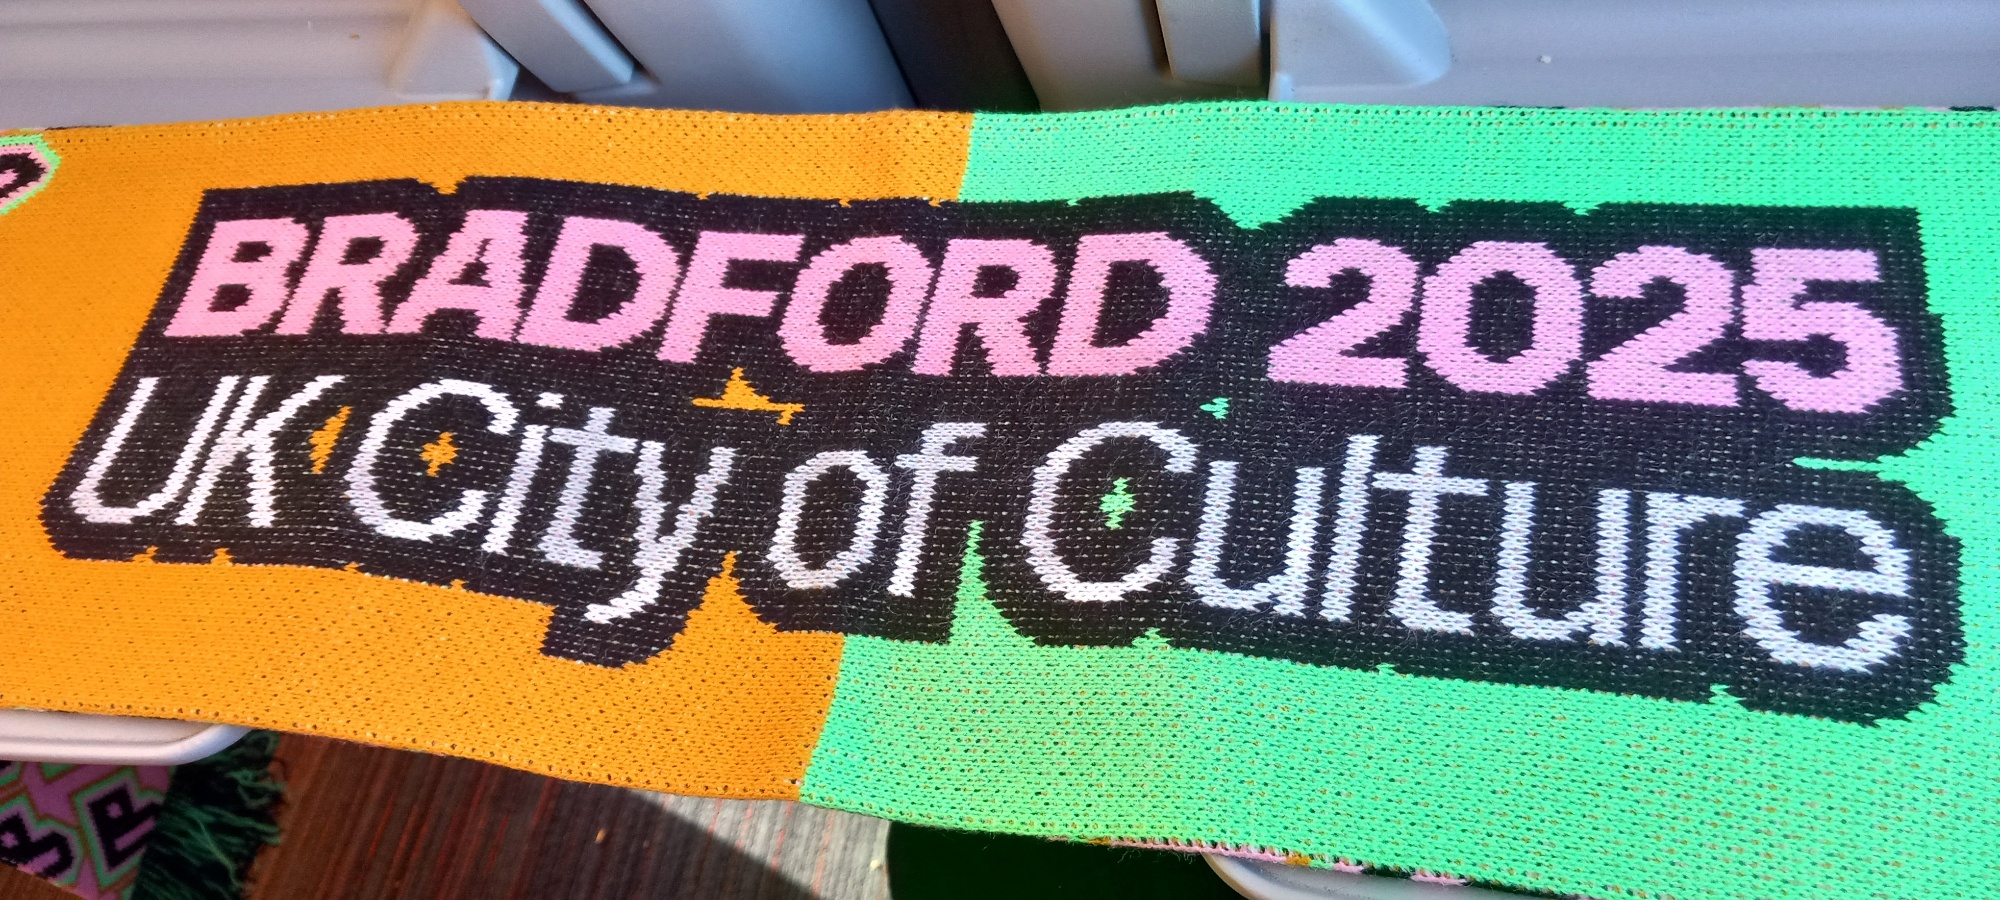 BRADFORD 2025
UK City of Culture